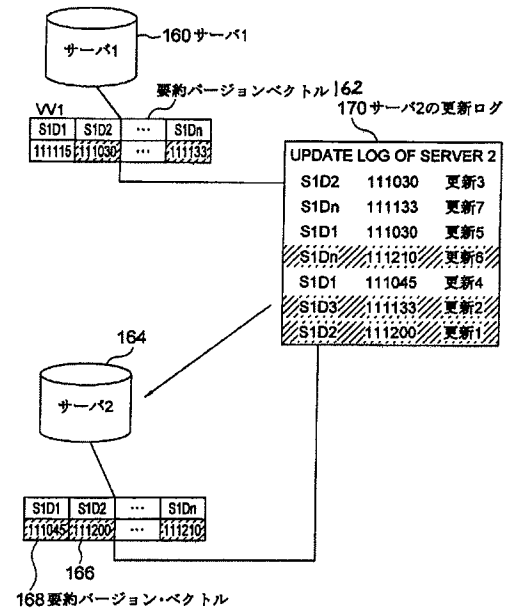 サーバ1
160サーバ1
要約バージョンベクトル162
VV1
S1D1 S1D2 … S1Dn
111115 111030 … 111133
170サーバ2の更新ログ
UPDATE LOG OF SERVER 2
S1D2 111030 更新3
S1Dn 111133 更新7
S1D1 111030 更新5
S1Dn 111210 更新6
S1D1 111045 更新4
S1D3 111133 更新2
S1D2 111200 更新1
164
サーバ2
S1D1 S1D2 … S1Dn
111045 111200 … 111210
166
168要約バージョン・ベクトル